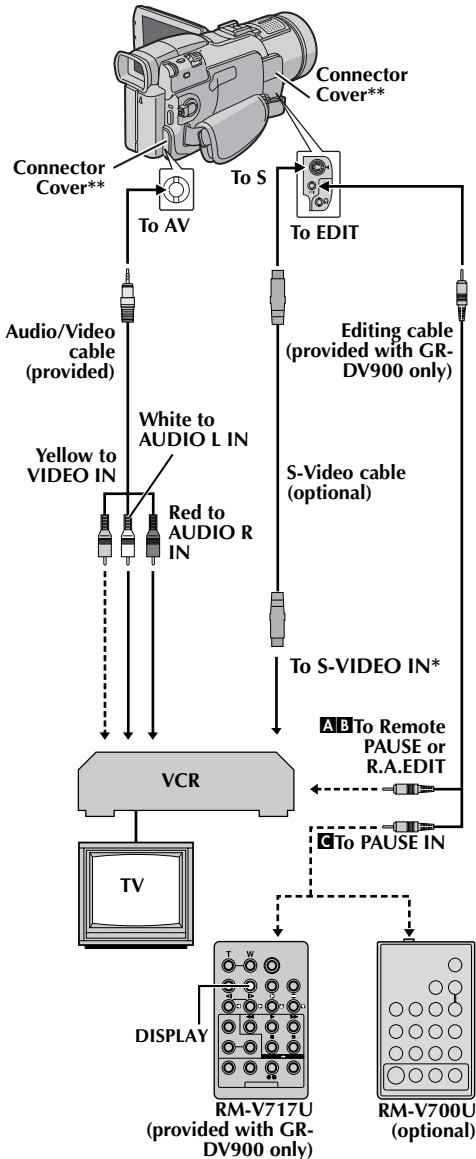 Connector
Cover**
Connector
Cover**
To AV
To S
To EDIT
Audio/Video
cable
(provided)
Editing cable
(provided with GR-
DV900 only)
White to
AUDIO L IN
Yellow to
VIDEO IN
Red to
AUDIO R
IN
S-Video cable
(optional)
To S-VIDEO IN*
A B To Remote
PAUSE or
R.A.EDIT
VCR
C To PAUSE IN
TV
T W
DISPLAY
RM-V717U
(provided with GR-
DV900 only)
RM-V700U
(optional)